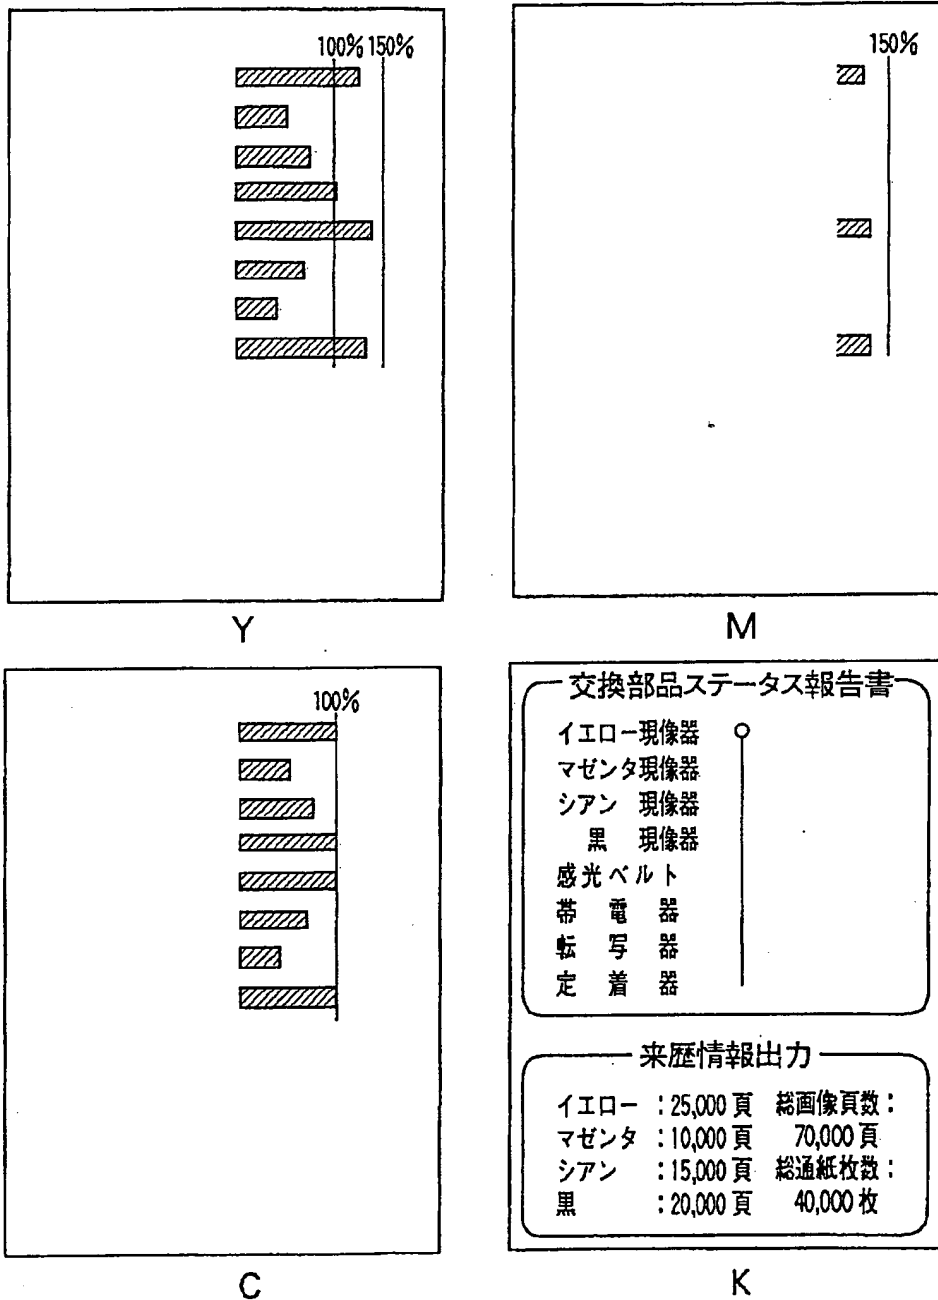 100% 150%
Y
150%
M
100%
C
交換部品ステータス報告書
イエロー現像器
マゼンタ現像器
シアン 現像器
黒 現像器
感光ベルト
帯電器
転写器
定着器
来歴情報出力
イエロー :25,000頁 総画像頁数:
マゼンタ :10,000頁 70,000頁
シアン :15,000頁 総通紙枚数:
黒 :20,000頁 40,000枚
K